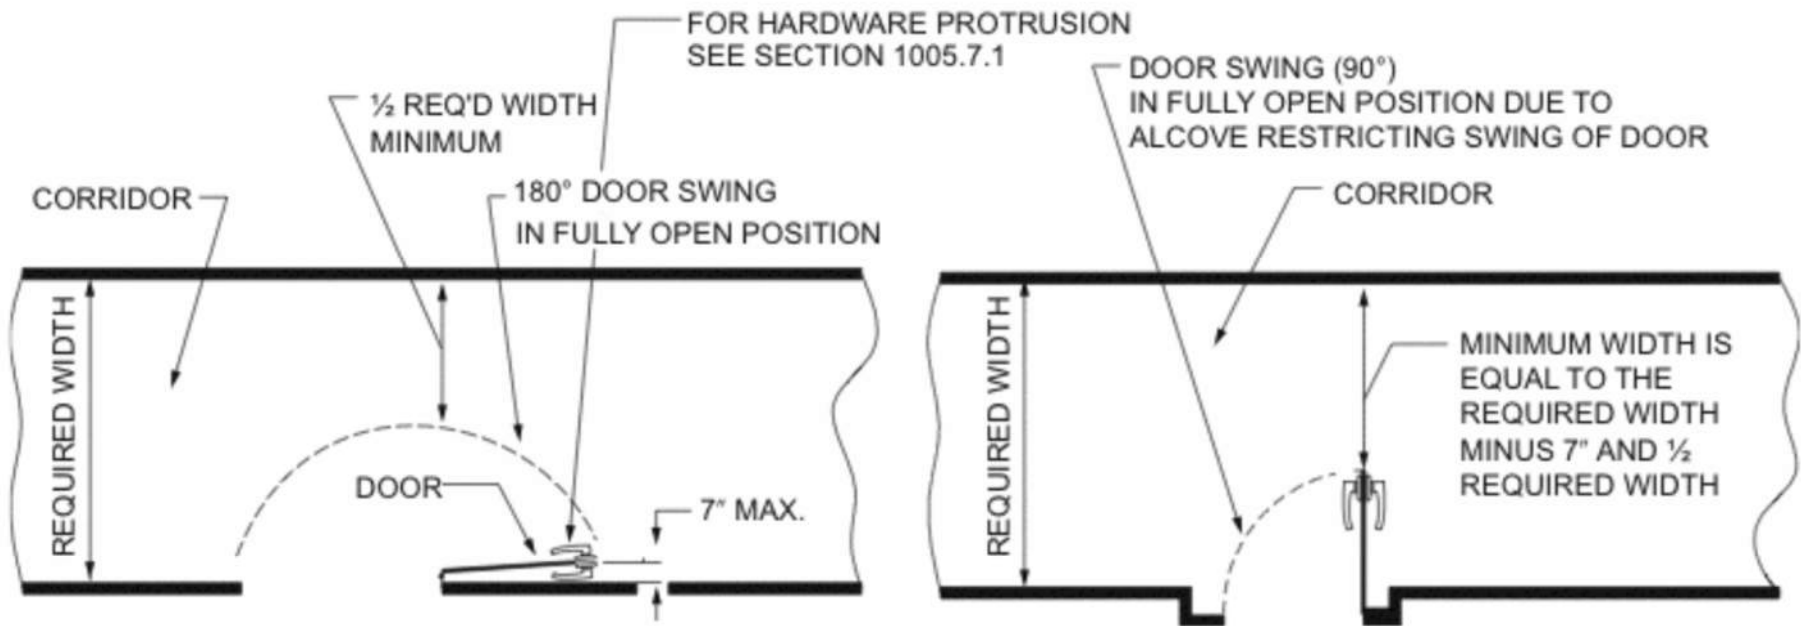 FOR HARDWARE PROTRUSION
SEE SECTION 1005.7.1
½ REQ'D WIDTH
MINIMUM
180° DOOR SWING
IN FULLY OPEN POSITION
CORRIDOR
REQUIRED WIDTH
DOOR
7" MAX.
DOOR SWING (90°)
IN FULLY OPEN POSITION DUE TO
ALCOVE RESTRICTING SWING OF DOOR
CORRIDOR
REQUIRED WIDTH
MINIMUM WIDTH IS
EQUAL TO THE
REQUIRED WIDTH
MINUS 7" AND ½
REQUIRED WIDTH